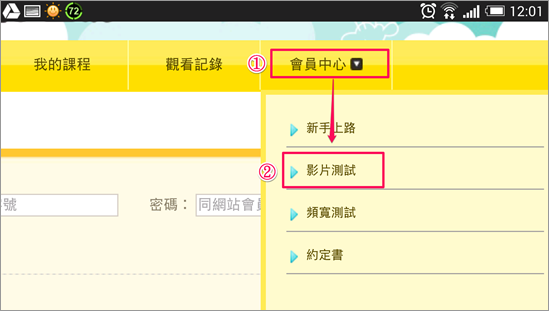 72
12:01
我的課程
觀看記錄
① 會員中心
新手上路
② 影片測試
號
密碼： 同網站會員
頻寬測試
約定書